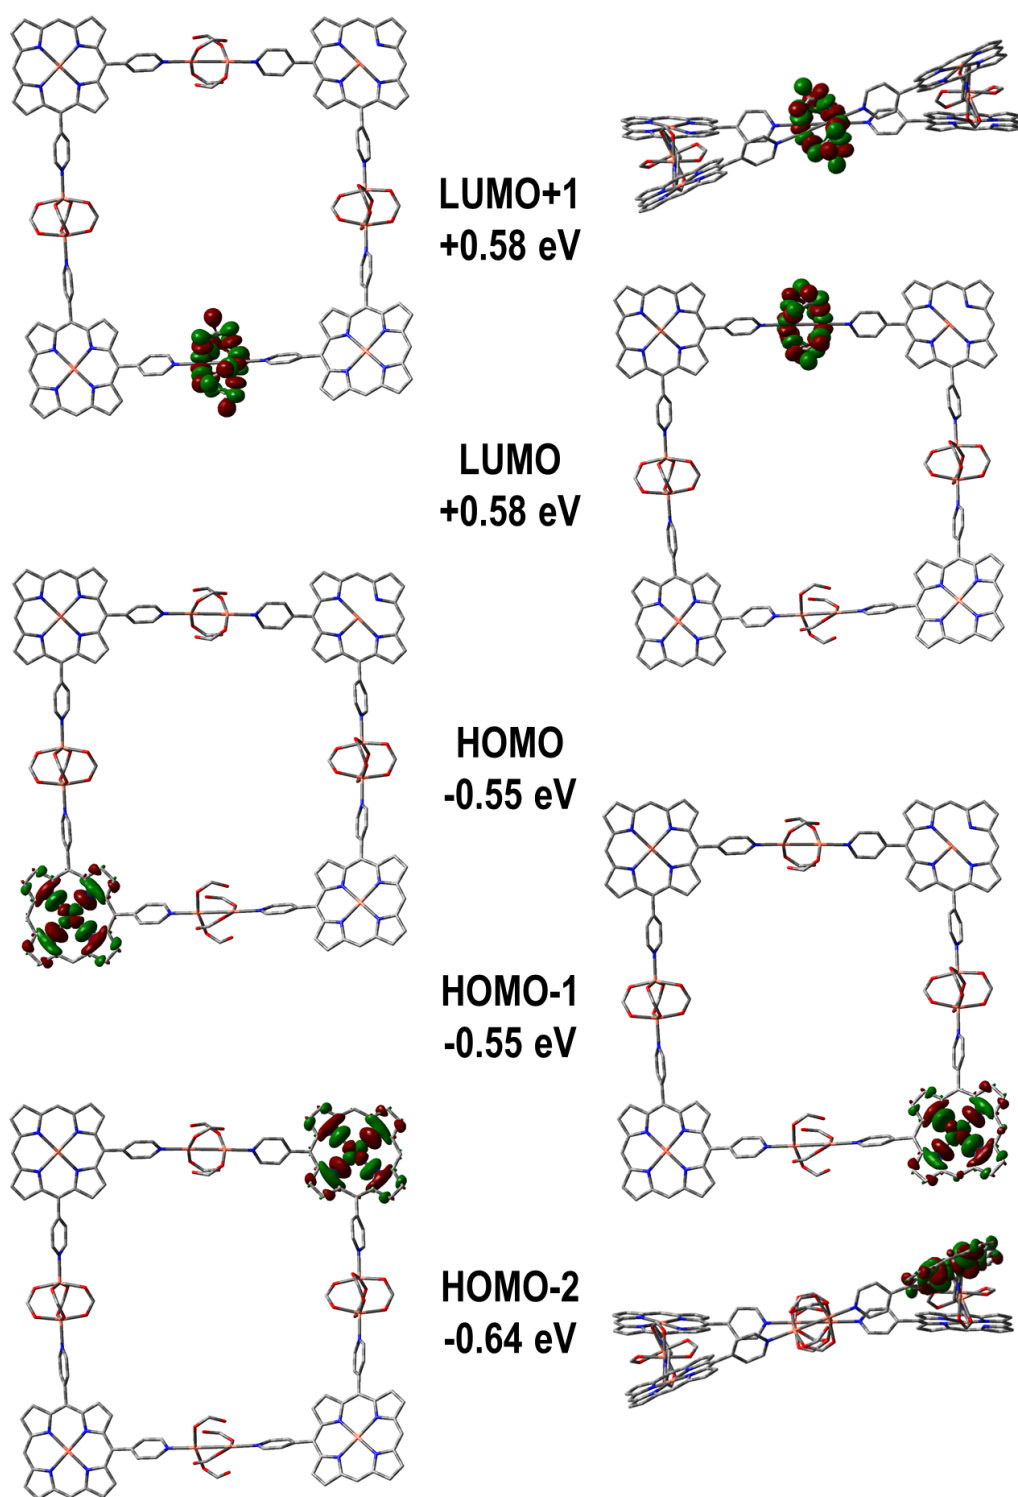 LUMO+1
+0.58 eV
LUMO
+0.58 eV
HOMO
-0.55 eV
HOMO-1
-0.55 eV
HOMO-2
-0.64 eV